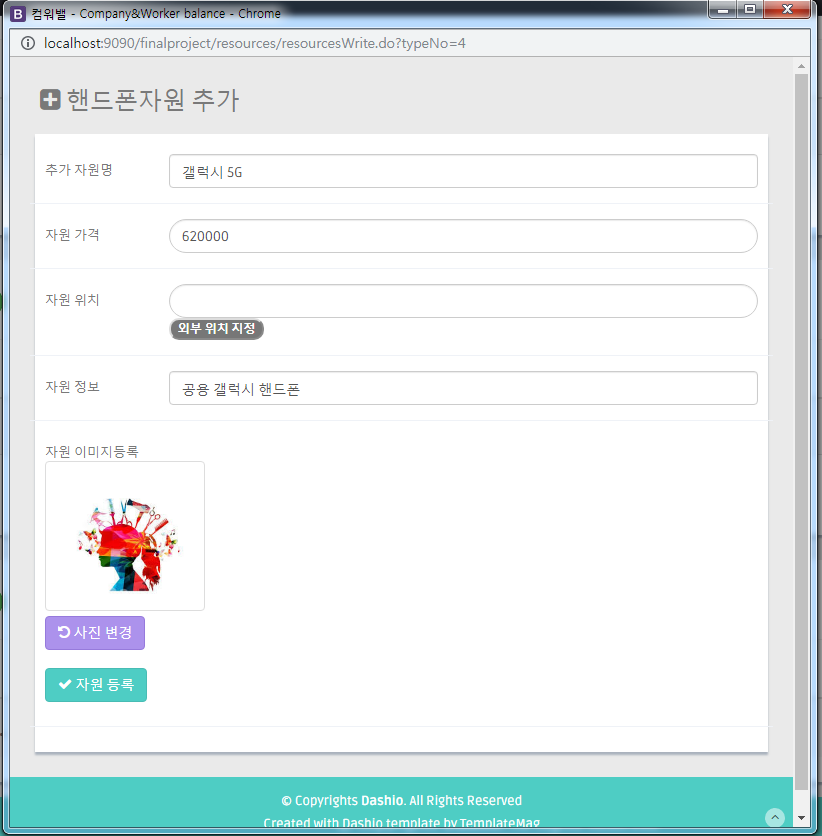 B 컴워밸 - Company&Worker balance - Chrome
localhost:9090/finalproject/resources/resourcesWrite.do?typeNo=4
핸드폰자원 추가
추가 자원명
갤럭시 5G
자원 가격
620000
자원 위치
외부 위치 지정
자원 정보
공용 갤럭시 핸드폰
자원 이미지등록
사진 변경
자원 등록
© Copyrights Dashio. All Rights Reserved
Created with Dashio template by TemplateMag